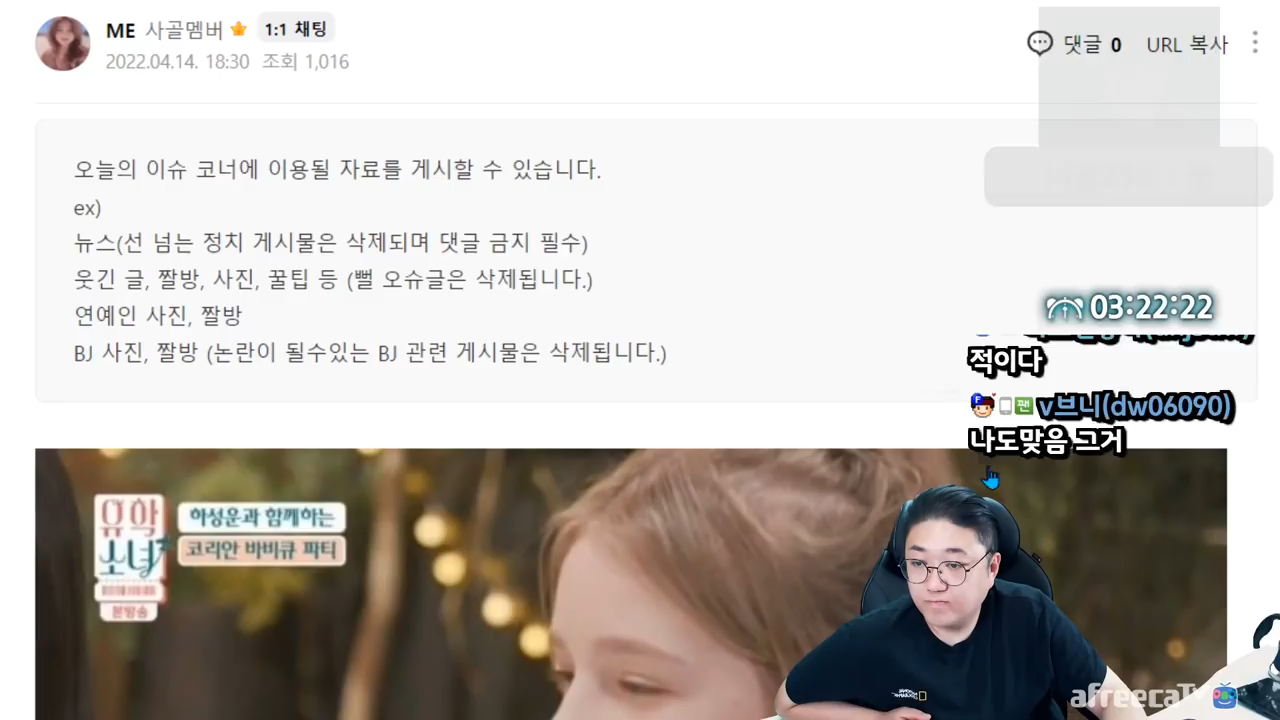 ME 사골멤버 1:1 채팅
2022.04.14. 18:30 조회 1,016
댓글 0 URL 복사
오늘의 이슈 코너에 이용될 자료를 게시할 수 있습니다.
ex)
뉴스(선 넘는 정치 게시물은 삭제되며 댓글 금지 필수)
웃긴 글, 짤방, 사진, 꿀팁 등 (뻘 오슈글은 삭제됩니다.)
연예인 사진, 짤방
BJ 사진, 짤방 (논란이 될수있는 BJ 관련 게시물은 삭제됩니다.)
03:22:22
적이다
F 팬 v브니(dw06090)
나도맞음 그거
유학
소녀
본방송
하성운과 함께하는
코리안 바비큐 파티
afreecaTV